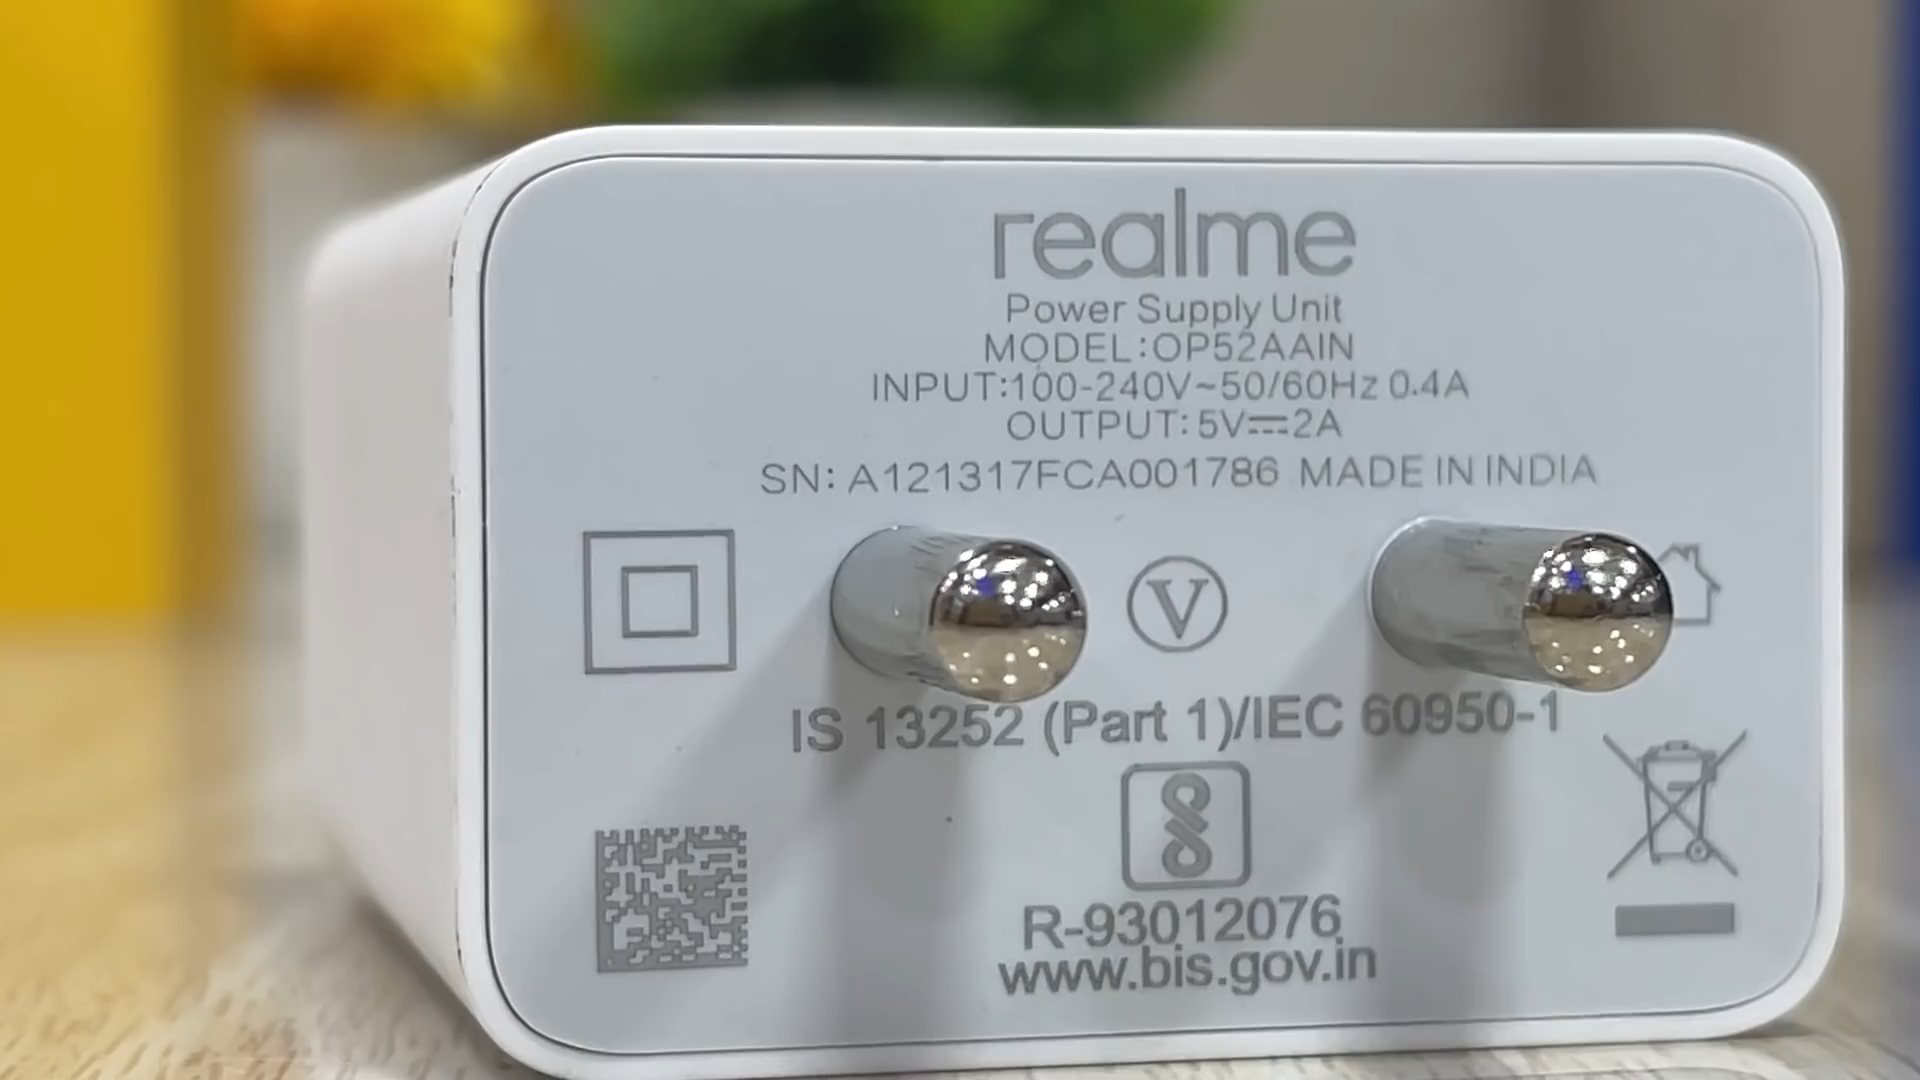 realme
Power Supply Unit
MODEL:OP52AAIN
INPUT:100-240V~50/60Hz 0.4A
OUTPUT: 5V⎓2A
SN: A121317FCA001786 MADE IN INDIA
V
IS 13252 (Part 1)/IEC 60950-1
R-93012076
www.bis.gov.in